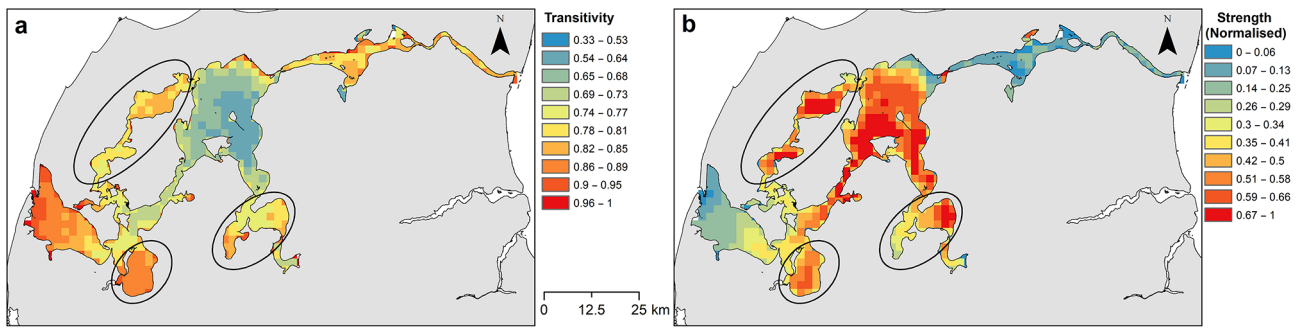 a
N
Transitivity
0.33 – 0.53
0.54 – 0.64
0.65 – 0.68
0.69 – 0.73
0.74 – 0.77
0.78 – 0.81
0.82 – 0.85
0.86 – 0.89
0.9 – 0.95
0.96 – 1
0 12.5 25 km
b
N
Strength
(Normalised)
0 – 0.06
0.07 – 0.13
0.14 – 0.25
0.26 – 0.29
0.3 – 0.34
0.35 – 0.41
0.42 – 0.5
0.51 – 0.58
0.59 – 0.66
0.67 – 1